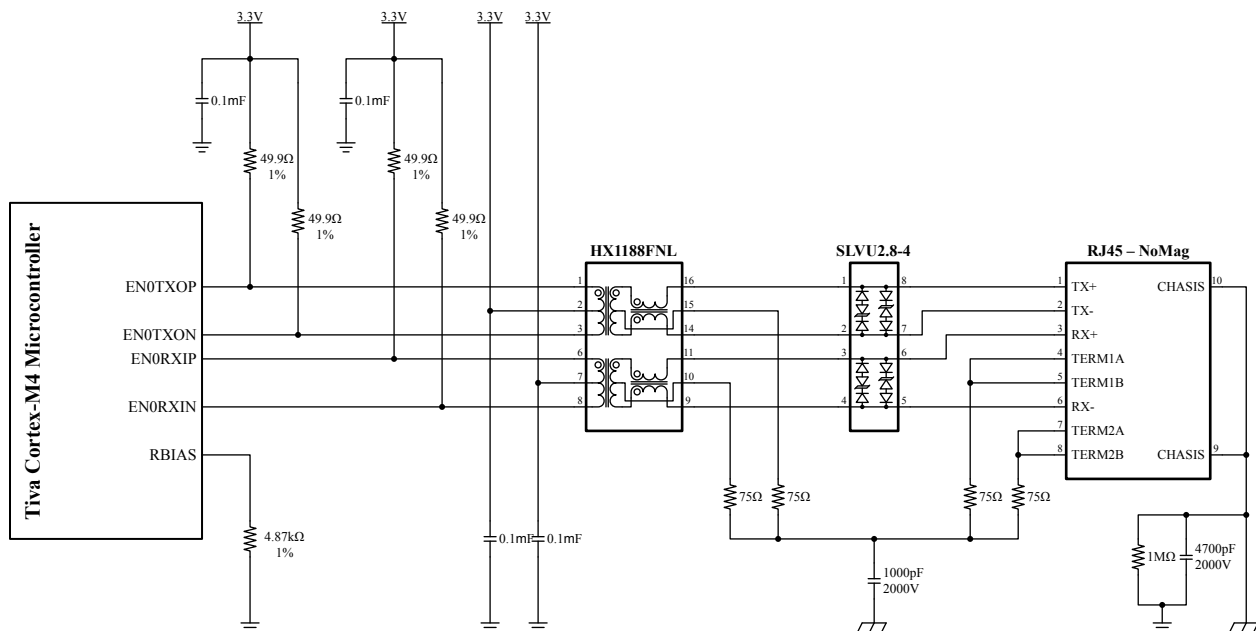 3.3V 3.3V 3.3V 3.3V
0.1mF 0.1mF
49.9Ω 49.9Ω
1% 1%
49.9Ω 49.9Ω
1% 1%
Tiva Cortex-M4 Microcontroller
HX1188FNL SLVU2.8-4 RJ45 – NoMag
EN0TXOP 1 16 1 8 1 TX+ CHASIS 10
2 15 2 TX-
EN0TXON 3 14 2 7 3 RX+
EN0RXIP 6 11 3 6 4 TERM1A
7 10 5 TERM1B
EN0RXIN 8 9 4 5 6 RX-
7 TERM2A
RBIAS 8 TERM2B CHASIS 9
75Ω 75Ω 75Ω 75Ω
4.87kΩ
1%
0.1mF 0.1mF
1MΩ
4700pF
2000V
1000pF
2000V